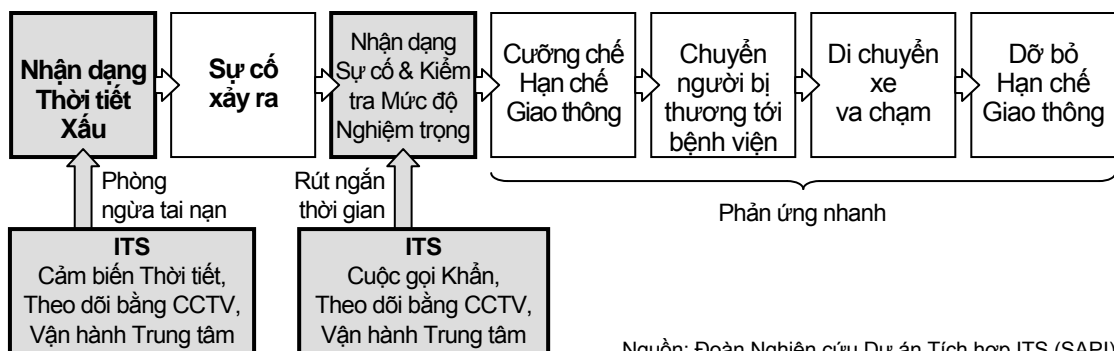 Nhận dạng
Thời tiết
Xấu
Sự cố
xảy ra
Nhận dạng
Sự cố & Kiểm
tra Mức độ
Nghiệm trọng
Cưỡng chế
Hạn chế
Giao thông
Chuyển
người bị
thương tới
bệnh viện
Di chuyển
xe
va chạm
Dỡ bỏ
Hạn chế
Giao thông
Phòng
ngừa tai nạn
Rút ngắn
thời gian
Phản ứng nhanh
ITS
Cảm biến Thời tiết,
Theo dõi bằng CCTV,
Vận hành Trung tâm
ITS
Cuộc gọi Khẩn,
Theo dõi bằng CCTV,
Vận hành Trung tâm
Nguồn: Đoàn Nghiên cứu Dự án Tích hợp ITS (SAPI)